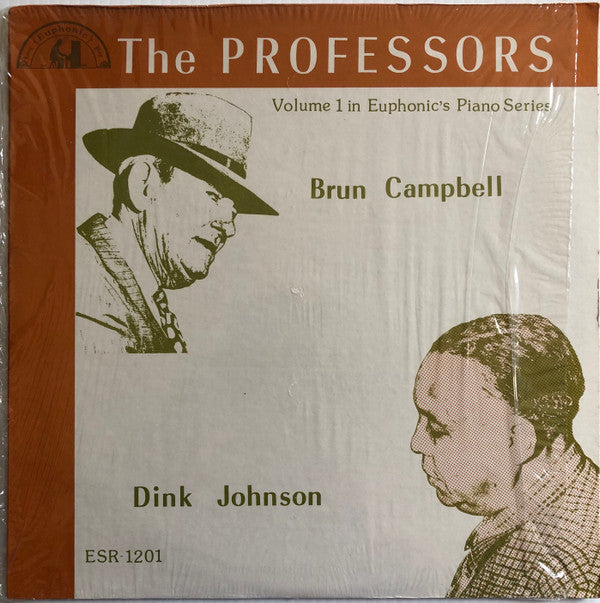 Euphonic
The PROFESSORS
Volume 1 in Euphonic's Piano Series
Brun Campbell
Dink Johnson
ESR-1201